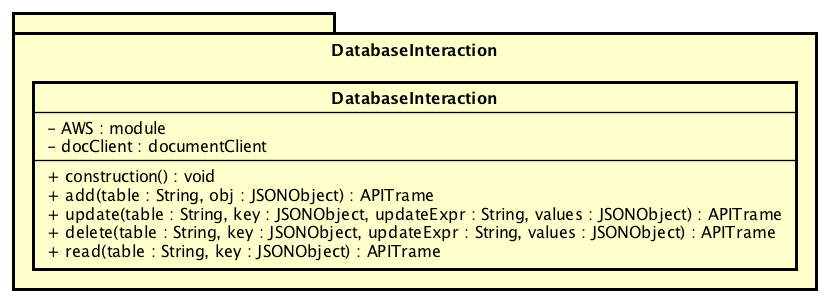 DatabaseInteraction
DatabaseInteraction
– AWS : module
– docClient : documentClient
+ construction() : void
+ add(table : String, obj : JSONObject) : APITrame
+ update(table : String, key : JSONObject, updateExpr : String, values : JSONObject) : APITrame
+ delete(table : String, key : JSONObject, updateExpr : String, values : JSONObject) : APITrame
+ read(table : String, key : JSONObject) : APITrame